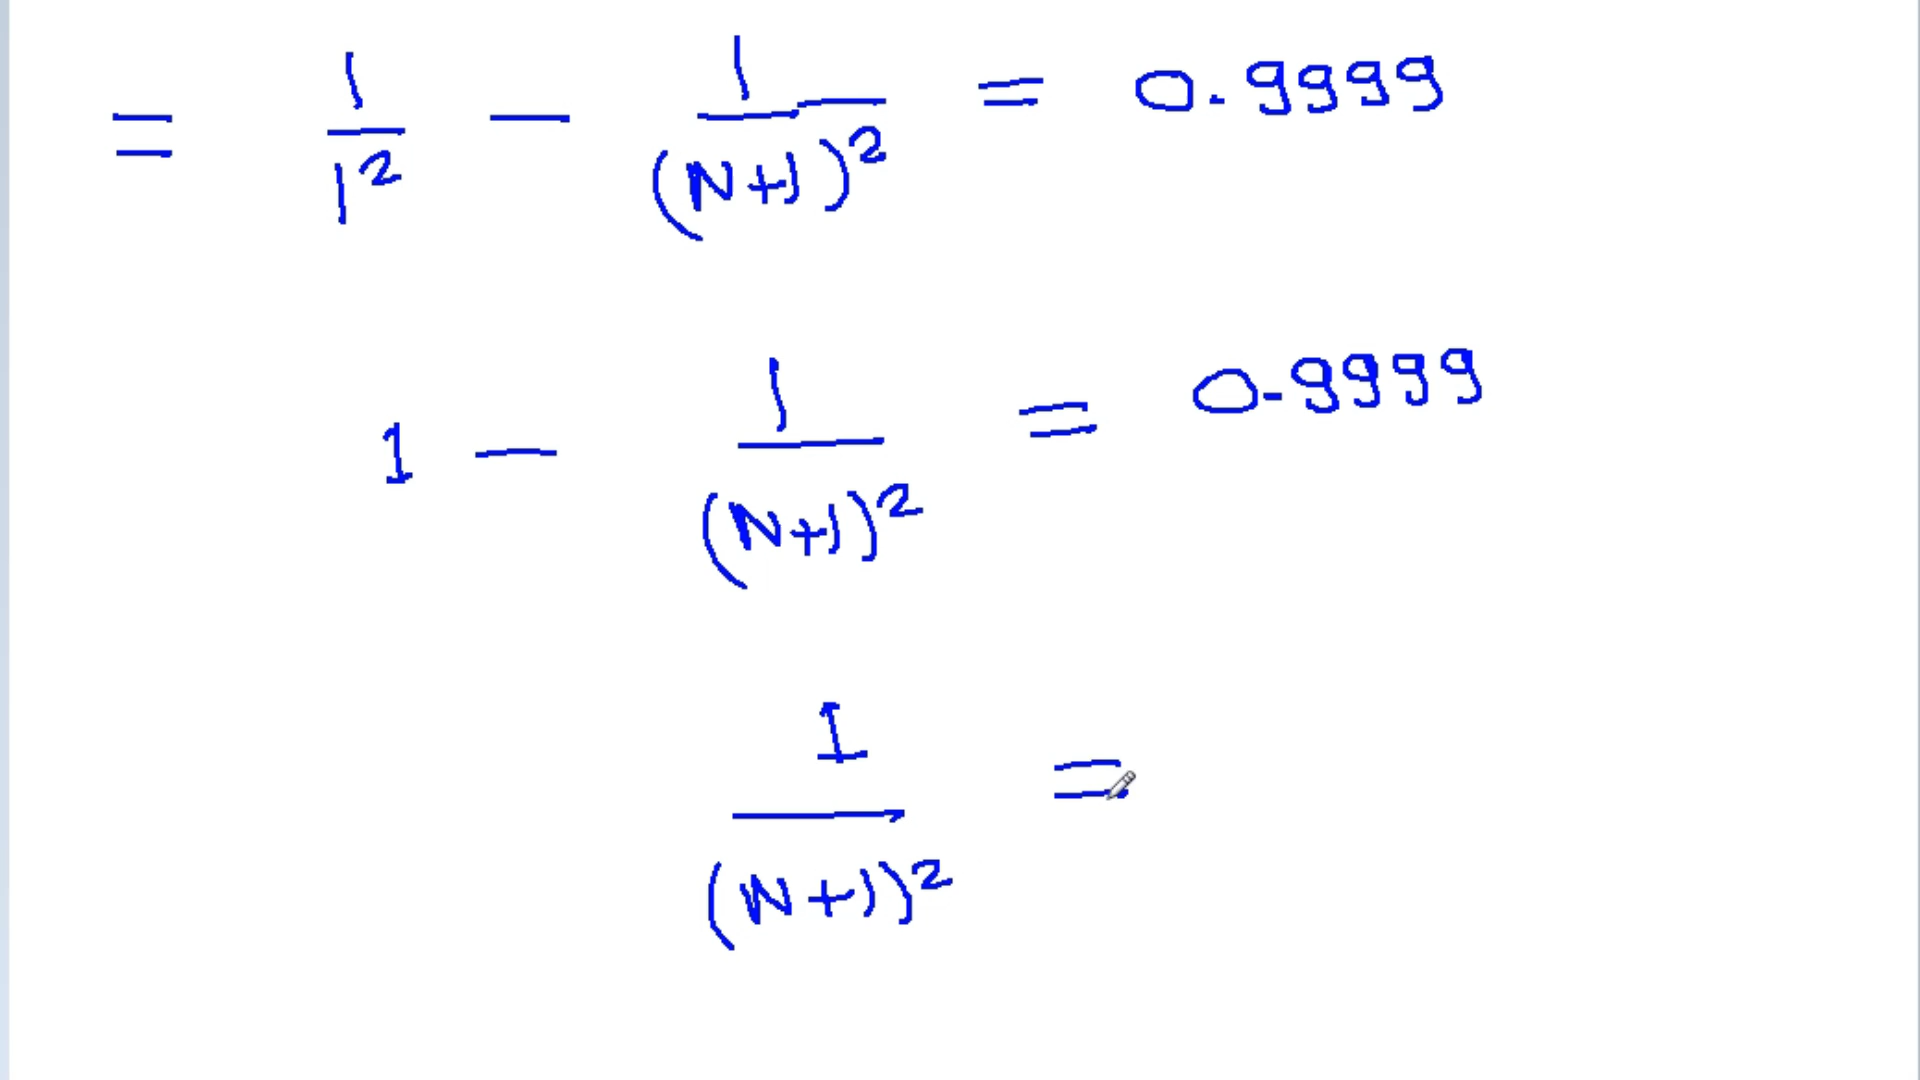 = 1/1² - 1/(N+1)² = 0.9999
1 - 1/(N+1)² = 0.9999
1/(N+1)² =